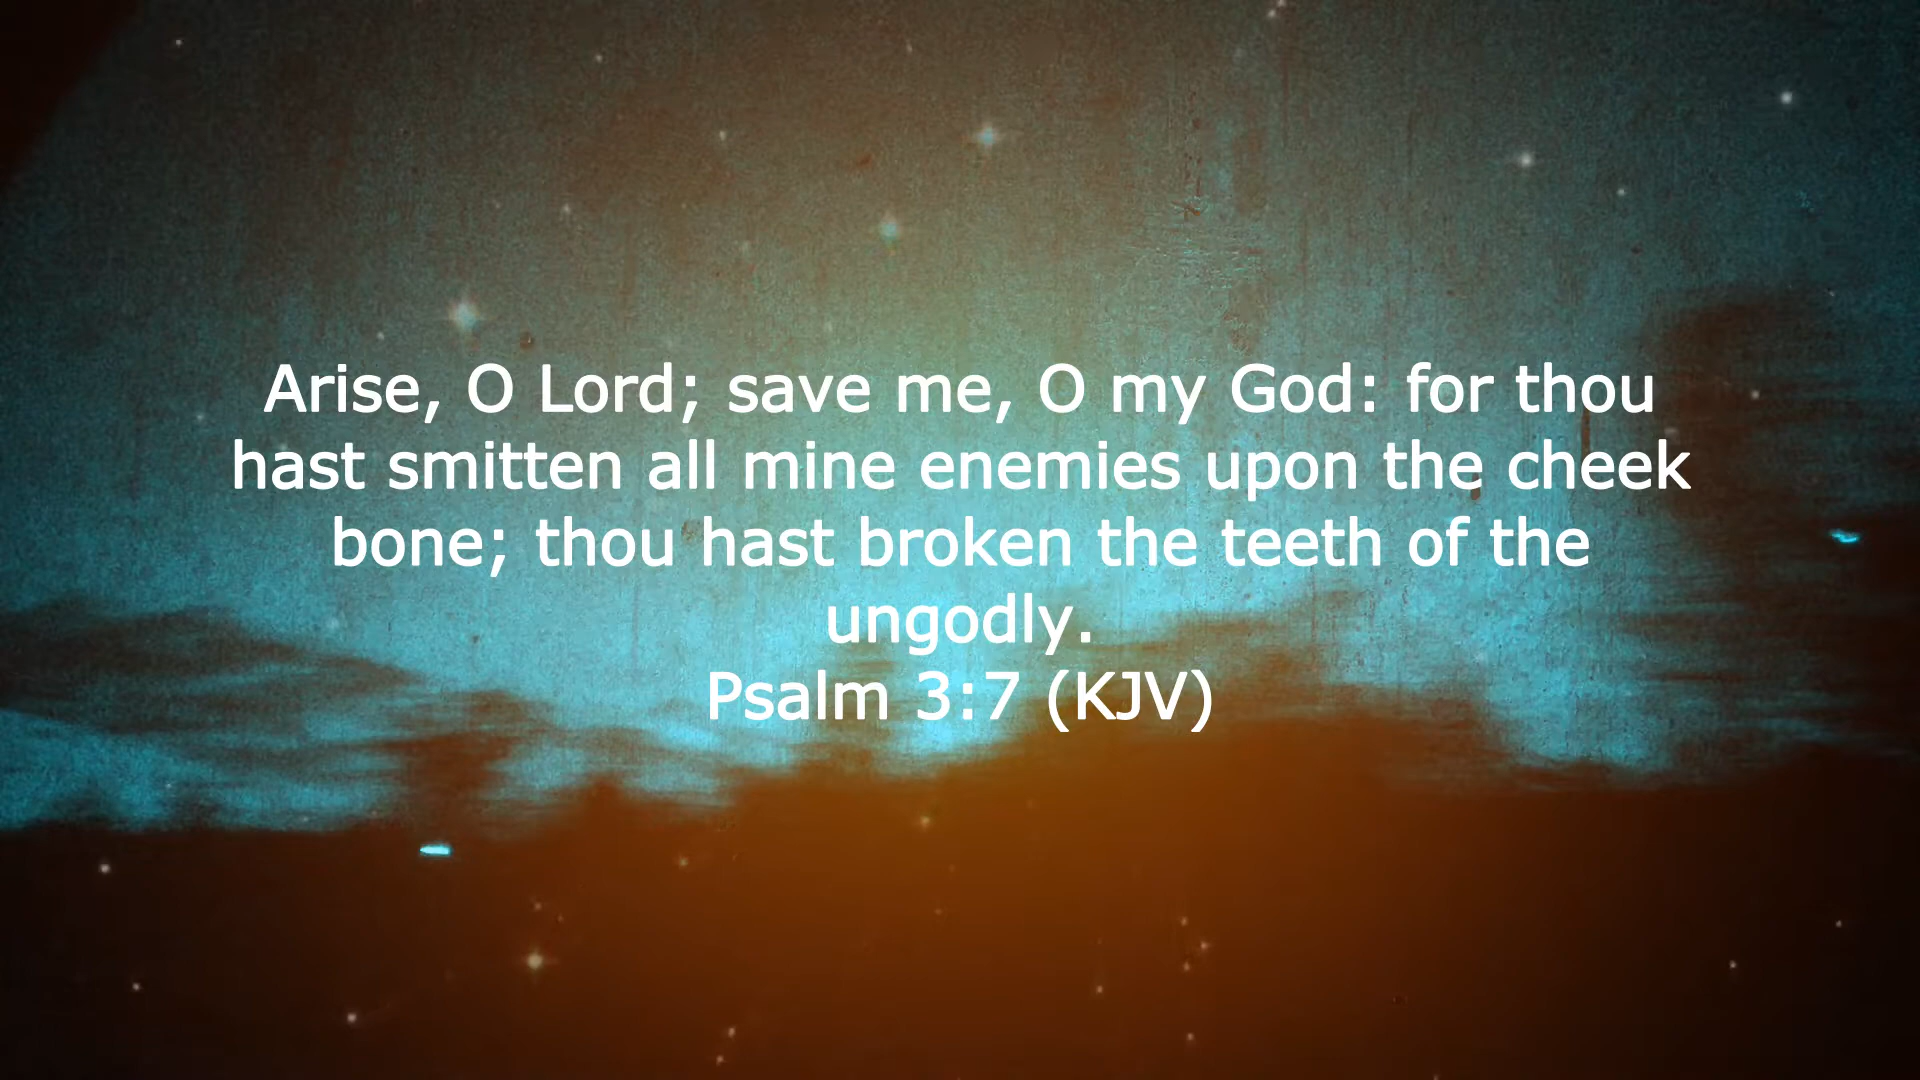 Arise, O Lord; save me, O my God: for thou
hast smitten all mine enemies upon the cheek
bone; thou hast broken the teeth of the
ungodly.
Psalm 3:7 (KJV)